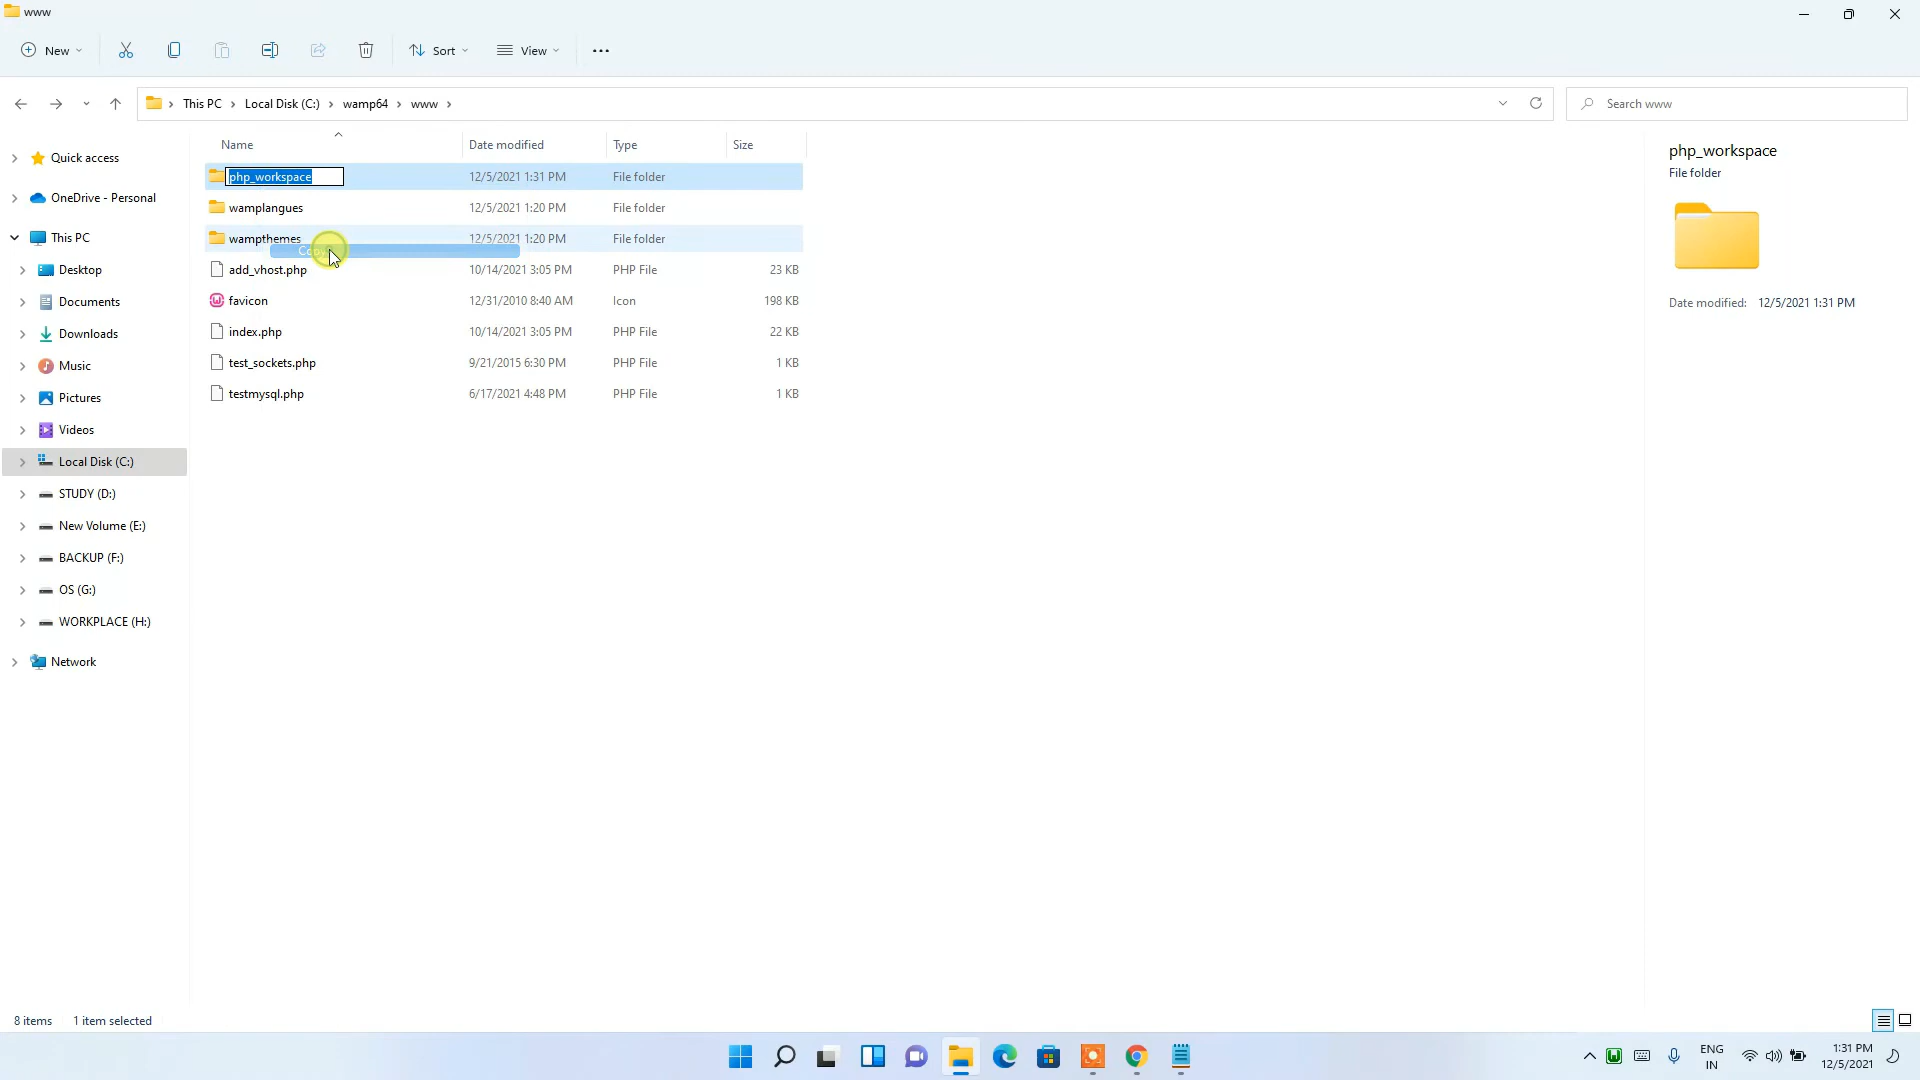 www
New
Sort
View
This PC > Local Disk (C:) > wamp64 > www >
Search www
Name Date modified Type Size
php_workspace 12/5/2021 1:31 PM File folder
wamplangues 12/5/2021 1:20 PM File folder
wampthemes 12/5/2021 1:20 PM File folder
add_vhost.php 10/14/2021 3:05 PM PHP File 23 KB
favicon 12/31/2010 8:40 AM Icon 198 KB
index.php 10/14/2021 3:05 PM PHP File 22 KB
test_sockets.php 9/21/2015 6:30 PM PHP File 1 KB
testmysql.php 6/17/2021 4:48 PM PHP File 1 KB
Quick access
OneDrive - Personal
This PC
Desktop
Documents
Downloads
Music
Pictures
Videos
Local Disk (C:)
STUDY (D:)
New Volume (E:)
BACKUP (F:)
OS (G:)
WORKPLACE (H:)
Network
php_workspace
File folder
Date modified: 12/5/2021 1:31 PM
8 items 1 item selected
ENG
IN
1:31 PM
12/5/2021